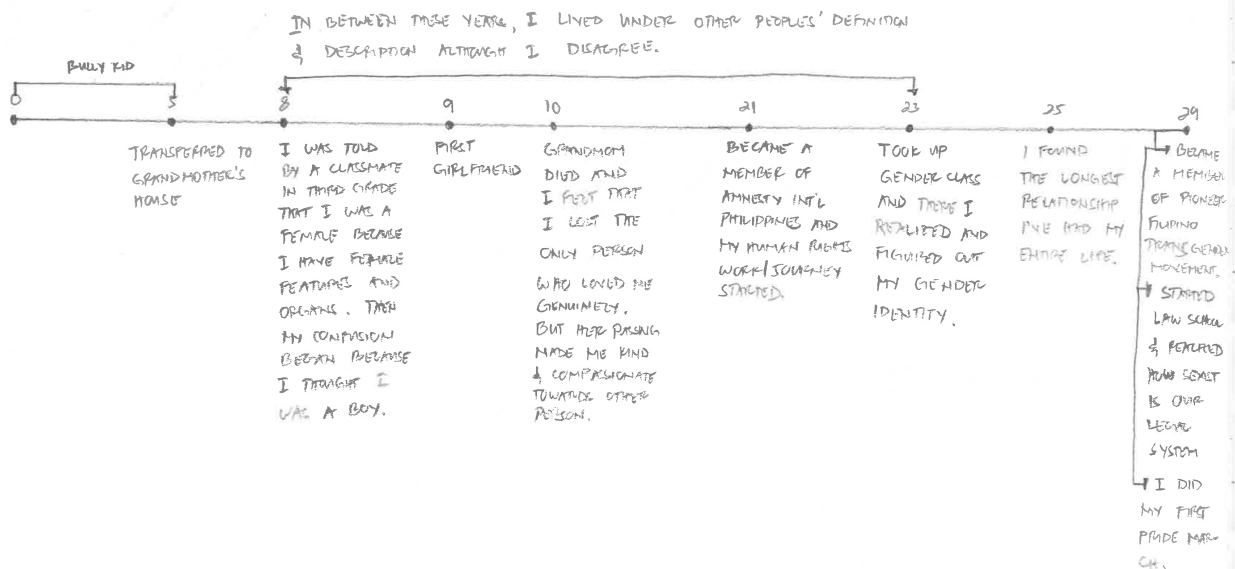 IN BETWEEN THESE YEARS, I LIVED UNDER OTHER PEOPLES' DEFINITION
& DESCRIPTION ALTHOUGH I DISAGREE.
BULLY KID
0
5
8
9
10
21
23
25
29
TRANSFERRED TO
GRANDMOTHER'S
HOUSE
I WAS TOLD
BY A CLASSMATE
IN THIRD GRADE
THAT I WAS A
FEMALE BECAUSE
I HAVE FEMALE
FEATURES AND
ORGANS. THEN
MY CONFUSION
BEGAN BECAUSE
I THOUGHT I
WAS A BOY.
FIRST
GIRLFRIEND
GRANDMOM
DIED AND
I FELT THAT
I LOST THE
ONLY PERSON
WHO LOVED ME
GENUINELY.
BUT HER PASSING
MADE ME KIND
& COMPASSIONATE
TOWARDS OTHER
PERSON.
BECAME A
MEMBER OF
AMNESTY INT'L
PHILIPPINES AND
MY HUMAN RIGHTS
WORK/JOURNEY
STARTED.
TOOK UP
GENDER CLASS
AND THERE I
REALIZED AND
FIGURED OUT
MY GENDER
IDENTITY.
I FOUND
THE LONGEST
RELATIONSHIP
I'VE HAD MY
ENTIRE LIFE.
BECAME
A MEMBER
OF PIONEER
FILIPINO
TRANSGENDER
MOVEMENT.
STARTED
LAW SCHOOL
& REALIZED
HOW SEXIST
IS OUR
LEGAL
SYSTEM
I DID
MY FIRST
PRIDE MAR-
CH.